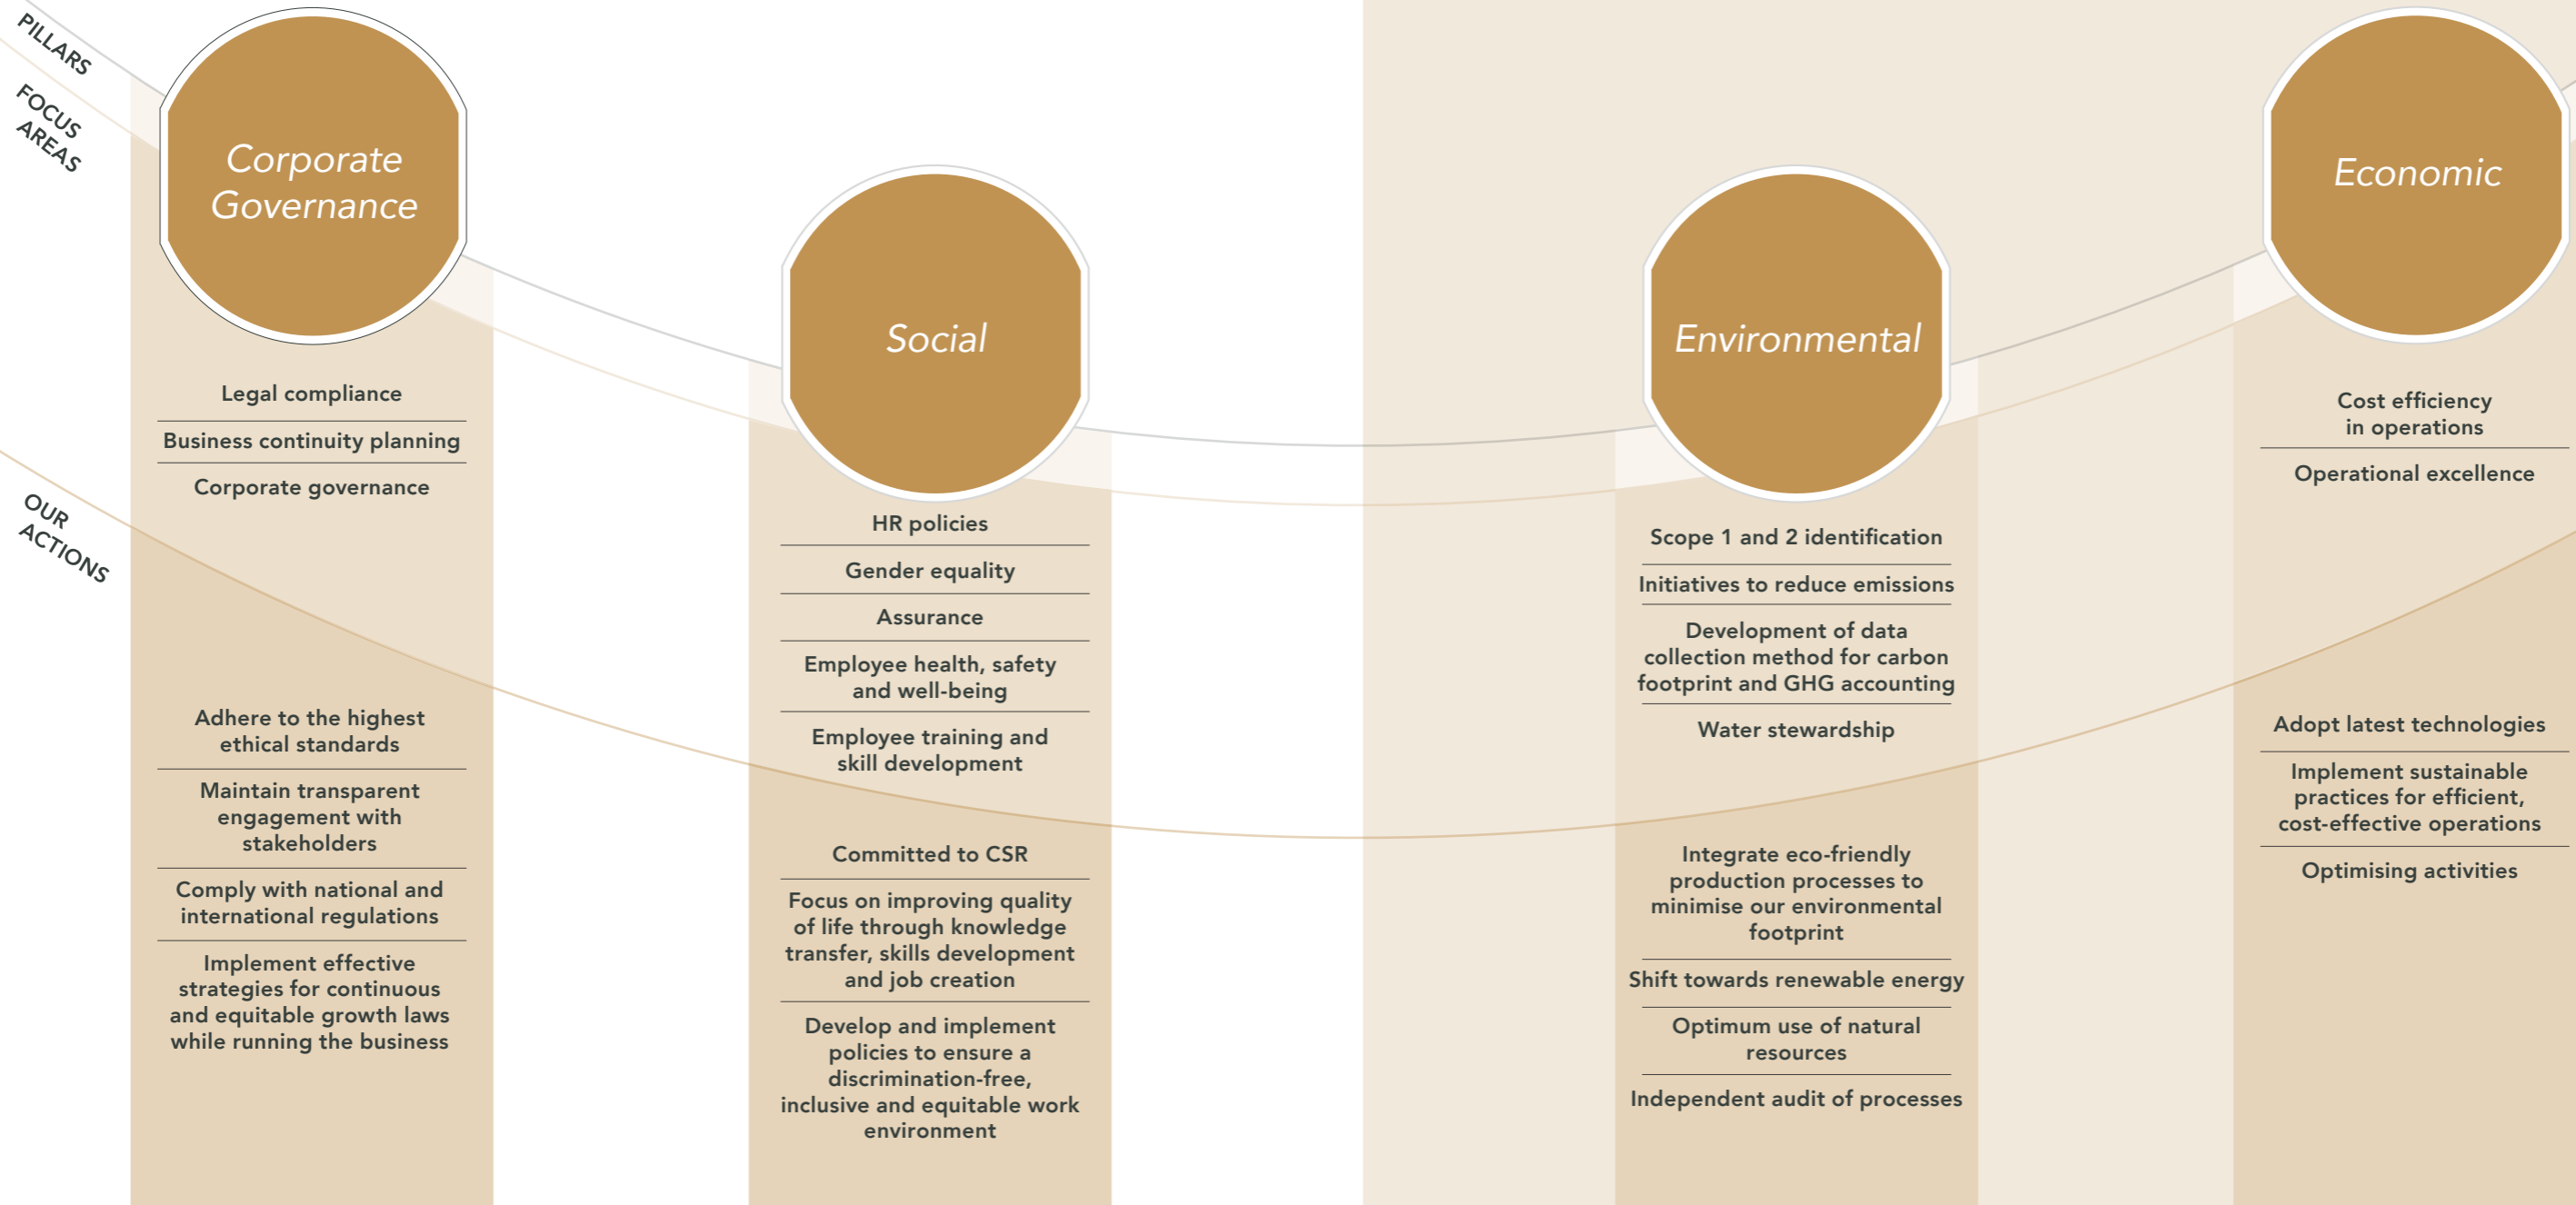 PILLARS
FOCUS
AREAS
OUR
ACTIONS
Corporate
Governance
Legal compliance
Business continuity planning
Corporate governance
Adhere to the highest
ethical standards
Maintain transparent
engagement with
stakeholders
Comply with national and
international regulations
Implement effective
strategies for continuous
and equitable growth laws
while running the business
Social
HR policies
Gender equality
Assurance
Employee health, safety
and well-being
Employee training and
skill development
Committed to CSR
Focus on improving quality
of life through knowledge
transfer, skills development
and job creation
Develop and implement
policies to ensure a
discrimination-free,
inclusive and equitable work
environment
Environmental
Scope 1 and 2 identification
Initiatives to reduce emissions
Development of data
collection method for carbon
footprint and GHG accounting
Water stewardship
Integrate eco-friendly
production processes to
minimise our environmental
footprint
Shift towards renewable energy
Optimum use of natural
resources
Independent audit of processes
Economic
Cost efficiency
in operations
Operational excellence
Adopt latest technologies
Implement sustainable
practices for efficient,
cost-effective operations
Optimising activities